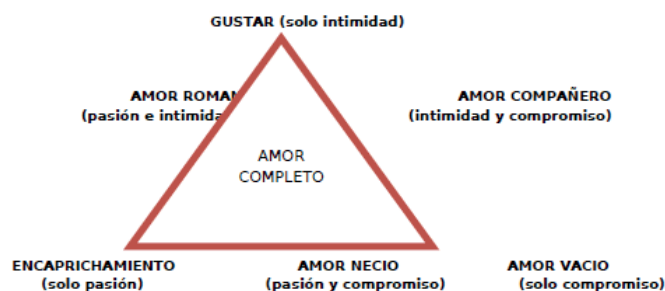 GUSTAR (solo intimidad)
AMOR ROMAN
(pasión e intimida
AMOR COMPAÑERO
(intimidad y compromiso)
AMOR
COMPLETO
ENCAPRICHAMIENTO
(solo pasión)
AMOR NECIO
(pasión y compromiso)
AMOR VACIO
(solo compromiso)